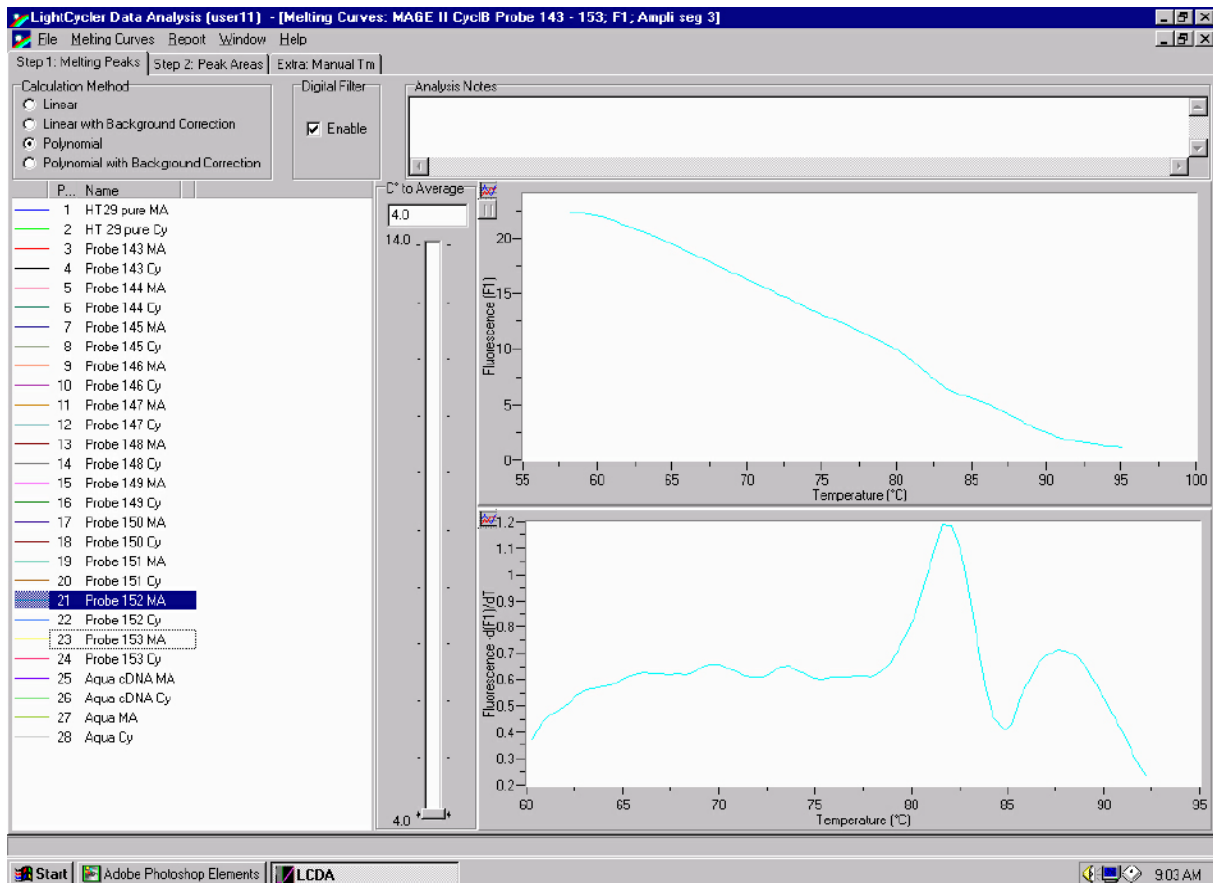 LightCycler Data Analysis (user11) - [Melting Curves: MAGE II CyclB Probe 143 - 153; F1; Ampli seg 3]
File Melting Curves Report Window Help
Step 1: Melting Peaks Step 2: Peak Areas Extra: Manual Tm
Calculation Method
Linear
Linear with Background Correction
Polynomial
Polynomial with Background Correction
Digital Filter
Enable
Analysis Notes
P... Name
1 HT29 pure MA
2 HT 29 pure Cy
3 Probe 143 MA
4 Probe 143 Cy
5 Probe 144 MA
6 Probe 144 Cy
7 Probe 145 MA
8 Probe 145 Cy
9 Probe 146 MA
10 Probe 146 Cy
11 Probe 147 MA
12 Probe 147 Cy
13 Probe 148 MA
14 Probe 148 Cy
15 Probe 149 MA
16 Probe 149 Cy
17 Probe 150 MA
18 Probe 150 Cy
19 Probe 151 MA
20 Probe 151 Cy
21 Probe 152 MA
22 Probe 152 Cy
23 Probe 153 MA
24 Probe 153 Cy
25 Aqua cDNA MA
26 Aqua cDNA Cy
27 Aqua MA
28 Aqua Cy
C° to Average
4.0
14.0
4.0
Fluorescence (F1)
20
15
10
5
0
55 60 65 70 75 80 85 90 95 100
Temperature (°C)
Fluorescence -d(F1)/dT
1.2
1.1
1
0.9
0.8
0.7
0.6
0.5
0.4
0.3
0.2
60 65 70 75 80 85 90 95
Temperature (°C)
Start Adobe Photoshop Elements LCDA 9:03 AM